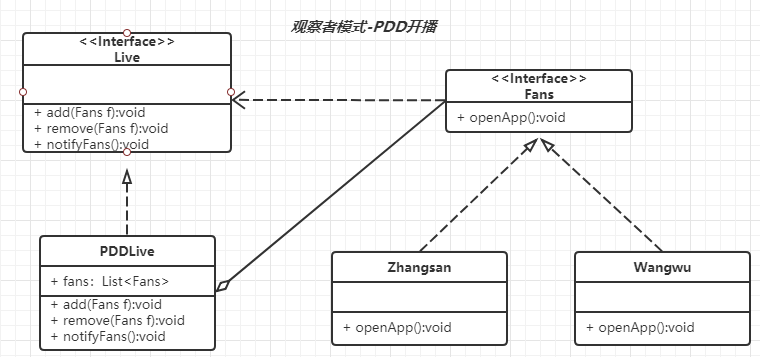 观察者模式-PDD开播
<<Interface>>
Live
+ add(Fans f):void
+ remove(Fans f):void
+ notifyFans():void
<<Interface>>
Fans
+ openApp():void
PDDLive
+ fans：List<Fans>
+ add(Fans f):void
+ remove(Fans f):void
+ notifyFans():void
Zhangsan
+ openApp():void
Wangwu
+ openApp():void